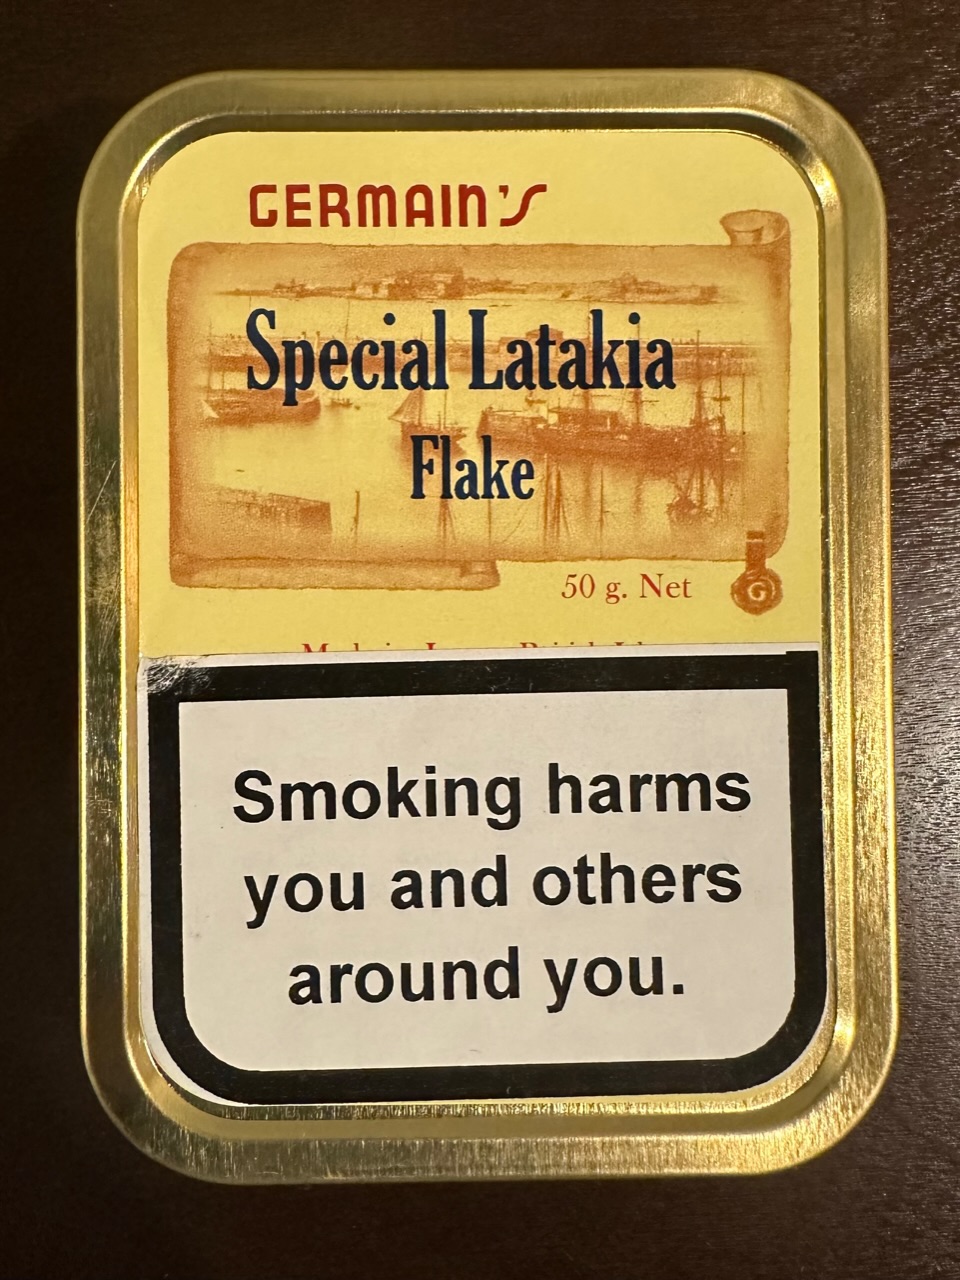 GERMAIN'S
Special Latakia
Flake
50 g. Net
G
Smoking harms
you and others
around you.